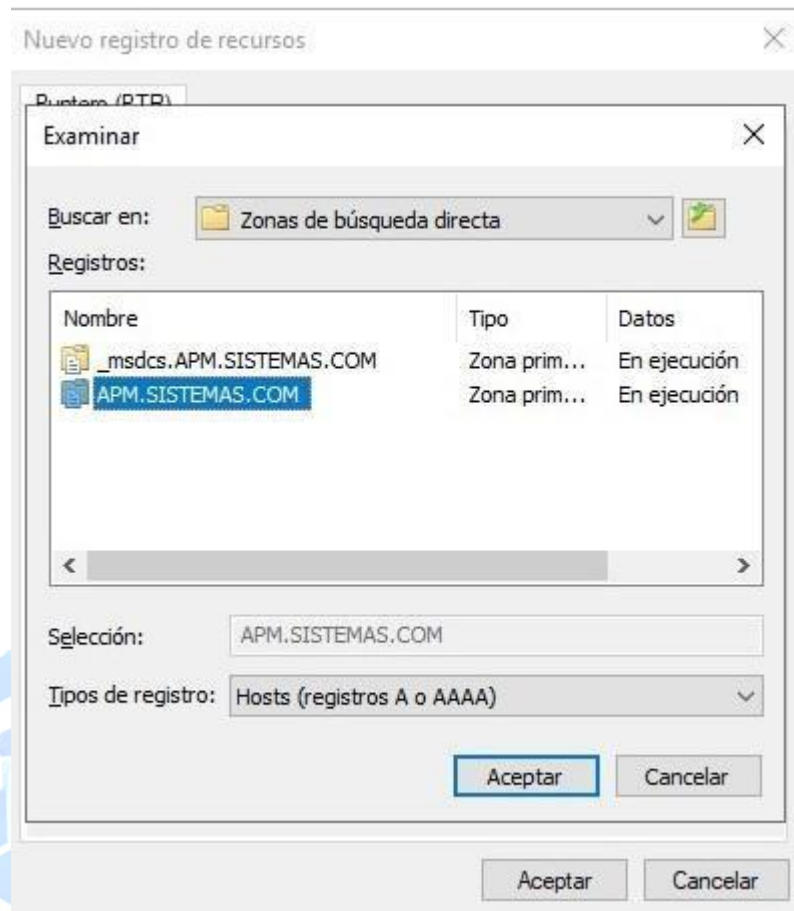 Nuevo registro de recursos
Puntero (PTR)
Examinar
Buscar en: Zonas de búsqueda directa
Registros:
Nombre Tipo Datos
_msdcs.APM.SISTEMAS.COM Zona prim... En ejecución
APM.SISTEMAS.COM Zona prim... En ejecución
Selección: APM.SISTEMAS.COM
Tipos de registro: Hosts (registros A o AAAA)
Aceptar Cancelar
Aceptar Cancelar